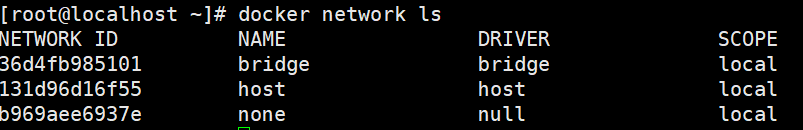 [root@localhost ~]# docker network ls
NETWORK ID NAME DRIVER SCOPE
36d4fb985101 bridge bridge local
131d96d16f55 host host local
b969aee6937e none null local